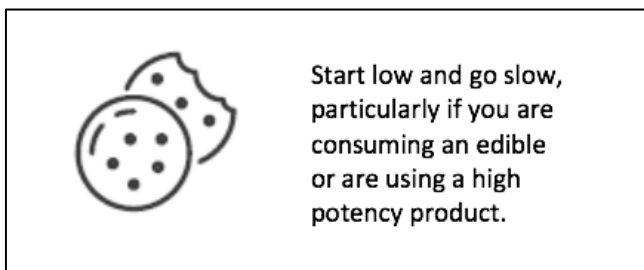 Start low and go slow,
particularly if you are
consuming an edible
or are using a high
potency product.